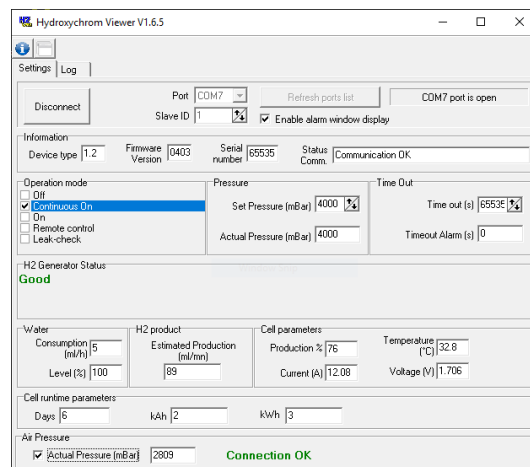 Hydroxychrom Viewer V1.6.5
Settings Log
Disconnect
Port COM7
Refresh ports list
COM7 port is open
Slave ID 1
Enable alarm window display
Information
Device type 1.2
Firmware Version 0403
Serial number 65535
Status Comm. Communication OK
Operation mode
Off
Continuous On
On
Remote control
Leak-check
Pressure
Set Pressure (mBar) 4000
Actual Pressure (mBar) 4000
Time Out
Time out (s) 65535
Timeout Alarm (s) 0
H2 Generator Status
Good
Water
Consumption (ml/h) 5
Level (%) 100
H2 product
Estimated Production (ml/mn)
89
Cell parameters
Production % 76
Temperature (°C) 32.8
Current (A) 12.08
Voltage (V) 1.706
Cell runtime parameters
Days 6
kAh 2
kWh 3
Air Pressure
Actual Pressure (mBar) 2809
Connection OK